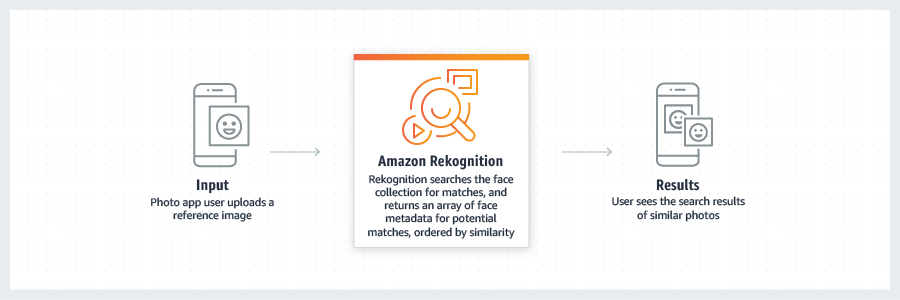 Input
Photo app user uploads a
reference image
Amazon Rekognition
Rekognition searches the face
collection for matches, and
returns an array of face
metadata for potential
matches, ordered by similarity
Results
User sees the search results
of similar photos